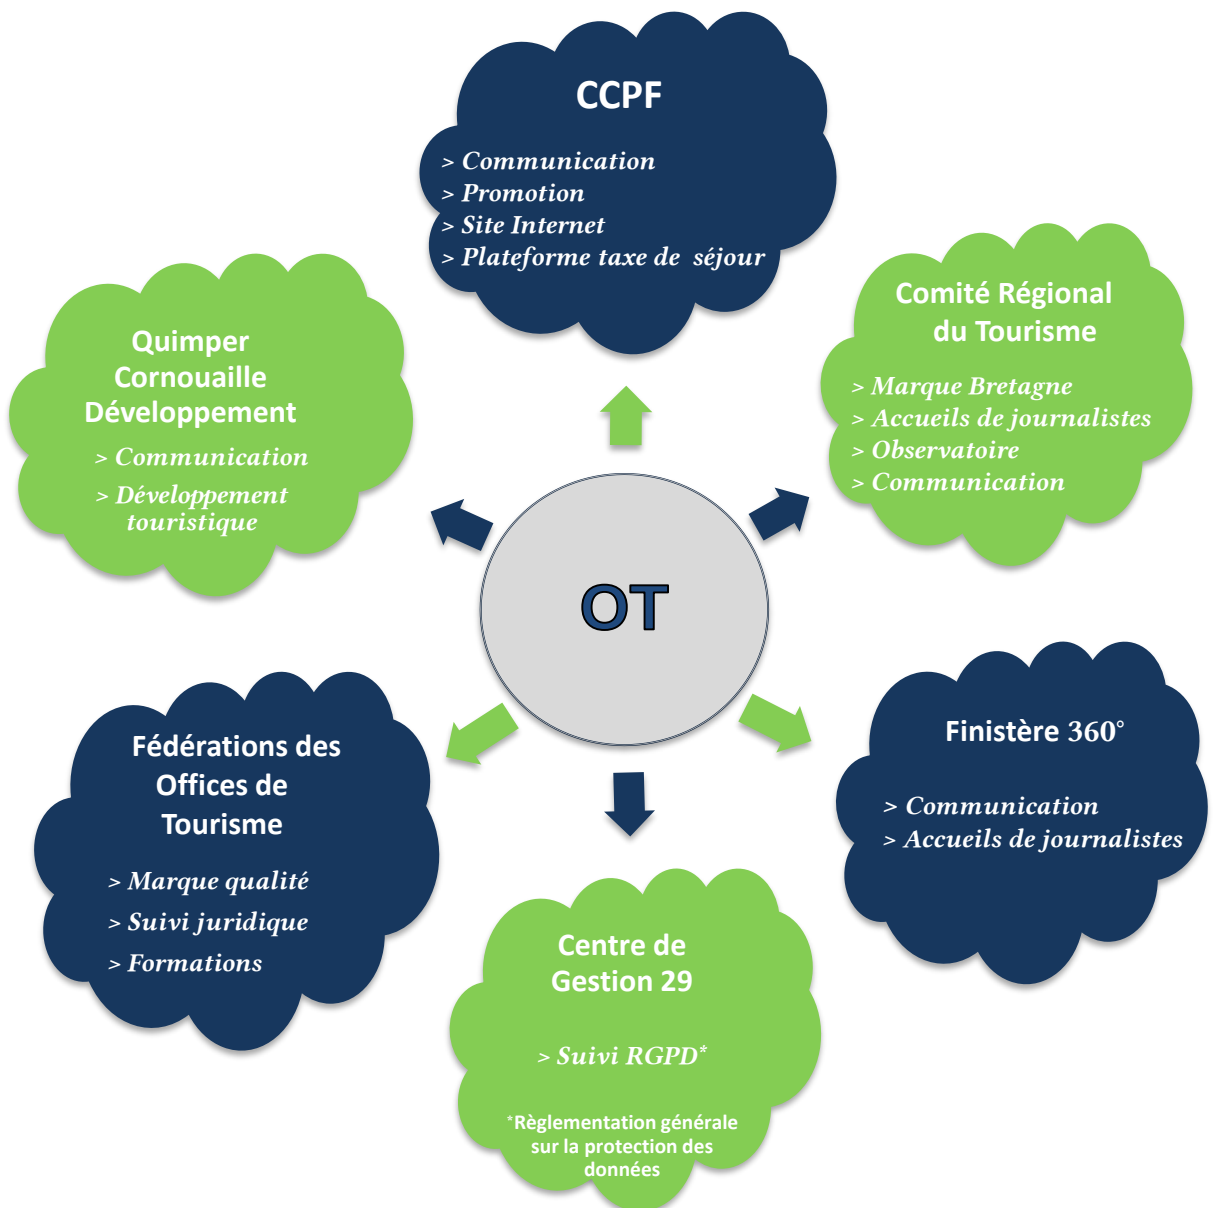 CCPF
> Communication
> Promotion
> Site Internet
> Plateforme taxe de séjour
Quimper
Cornouaille
Développement
> Communication
> Développement
touristique
Comité Régional
du Tourisme
> Marque Bretagne
> Accueils de journalistes
> Observatoire
> Communication
OT
Fédérations des
Offices de
Tourisme
> Marque qualité
> Suivi juridique
> Formations
Finistère 360°
> Communication
> Accueils de journalistes
Centre de
Gestion 29
> Suivi RGPD*
*Règlementation générale
sur la protection des
données